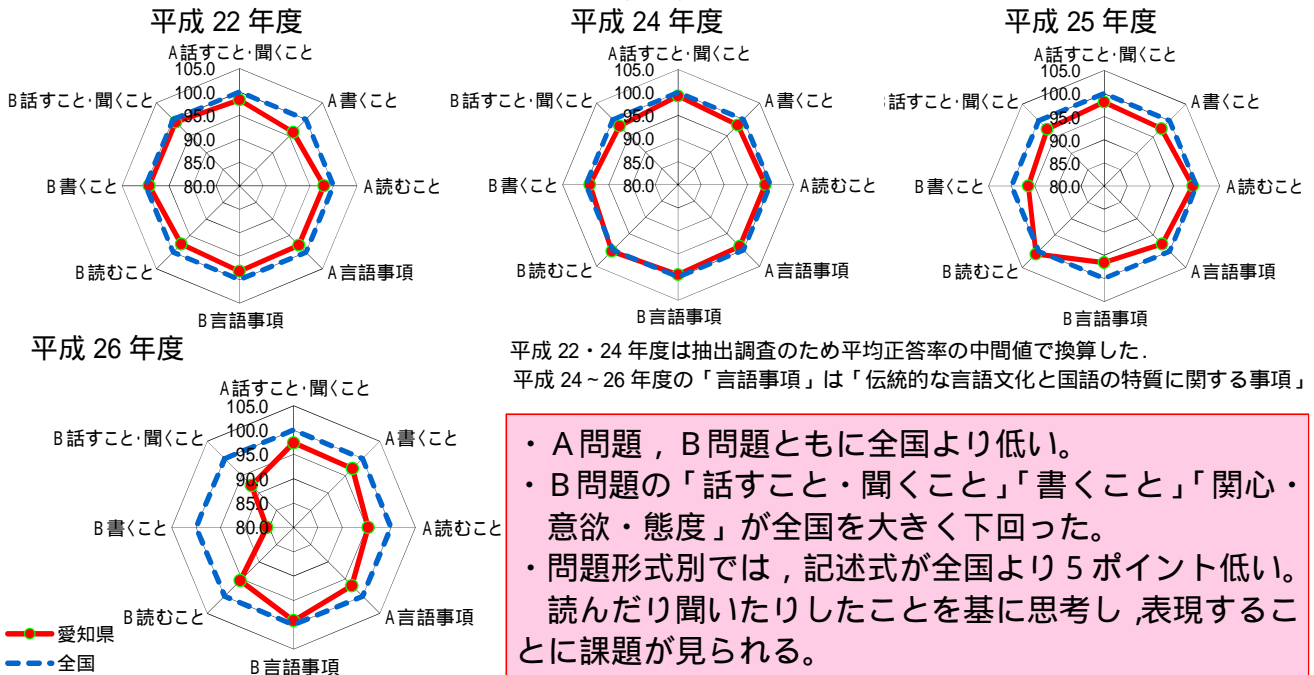 平成 22 年度
A話すこと･聞くこと
105.0
100.0
95.0
90.0
85.0
80.0
A書くこと
A読むこと
A言語事項
B言語事項
B読むこと
B書くこと
B話すこと･聞くこと
平成 24 年度
A話すこと･聞くこと
105.0
100.0
95.0
90.0
85.0
80.0
A書くこと
A読むこと
A言語事項
B言語事項
B読むこと
B書くこと
B話すこと･聞くこと
平成 25 年度
A話すこと･聞くこと
105.0
100.0
95.0
90.0
85.0
80.0
A書くこと
A読むこと
A言語事項
B言語事項
B読むこと
B書くこと
話すこと･聞くこと
平成 26 年度
A話すこと･聞くこと
105.0
100.0
95.0
90.0
85.0
80.0
A書くこと
A読むこと
A言語事項
B言語事項
B読むこと
B書くこと
B話すこと･聞くこと
愛知県
全国
平成 22・24 年度は抽出調査のため平均正答率の中間値で換算した.
平成 24~26 年度の「言語事項」は「伝統的な言語文化と国語の特質に関する事項」
・Ａ問題，Ｂ問題ともに全国より低い。
・Ｂ問題の「話すこと・聞くこと」「書くこと」「関心・
意欲・態度」が全国を大きく下回った。
・問題形式別では，記述式が全国より５ポイント低い。
読んだり聞いたりしたことを基に思考し,表現するこ
とに課題が見られる。